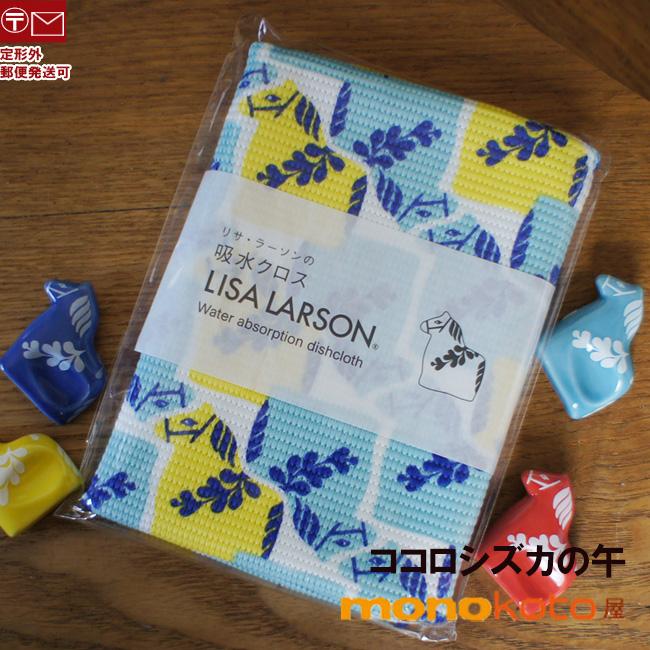 定形外
郵便発送可
リサ・ラーソンの
吸水クロス
LISA LARSON®
Water absorption dishcloth
ココロシズカの午
monokoto屋